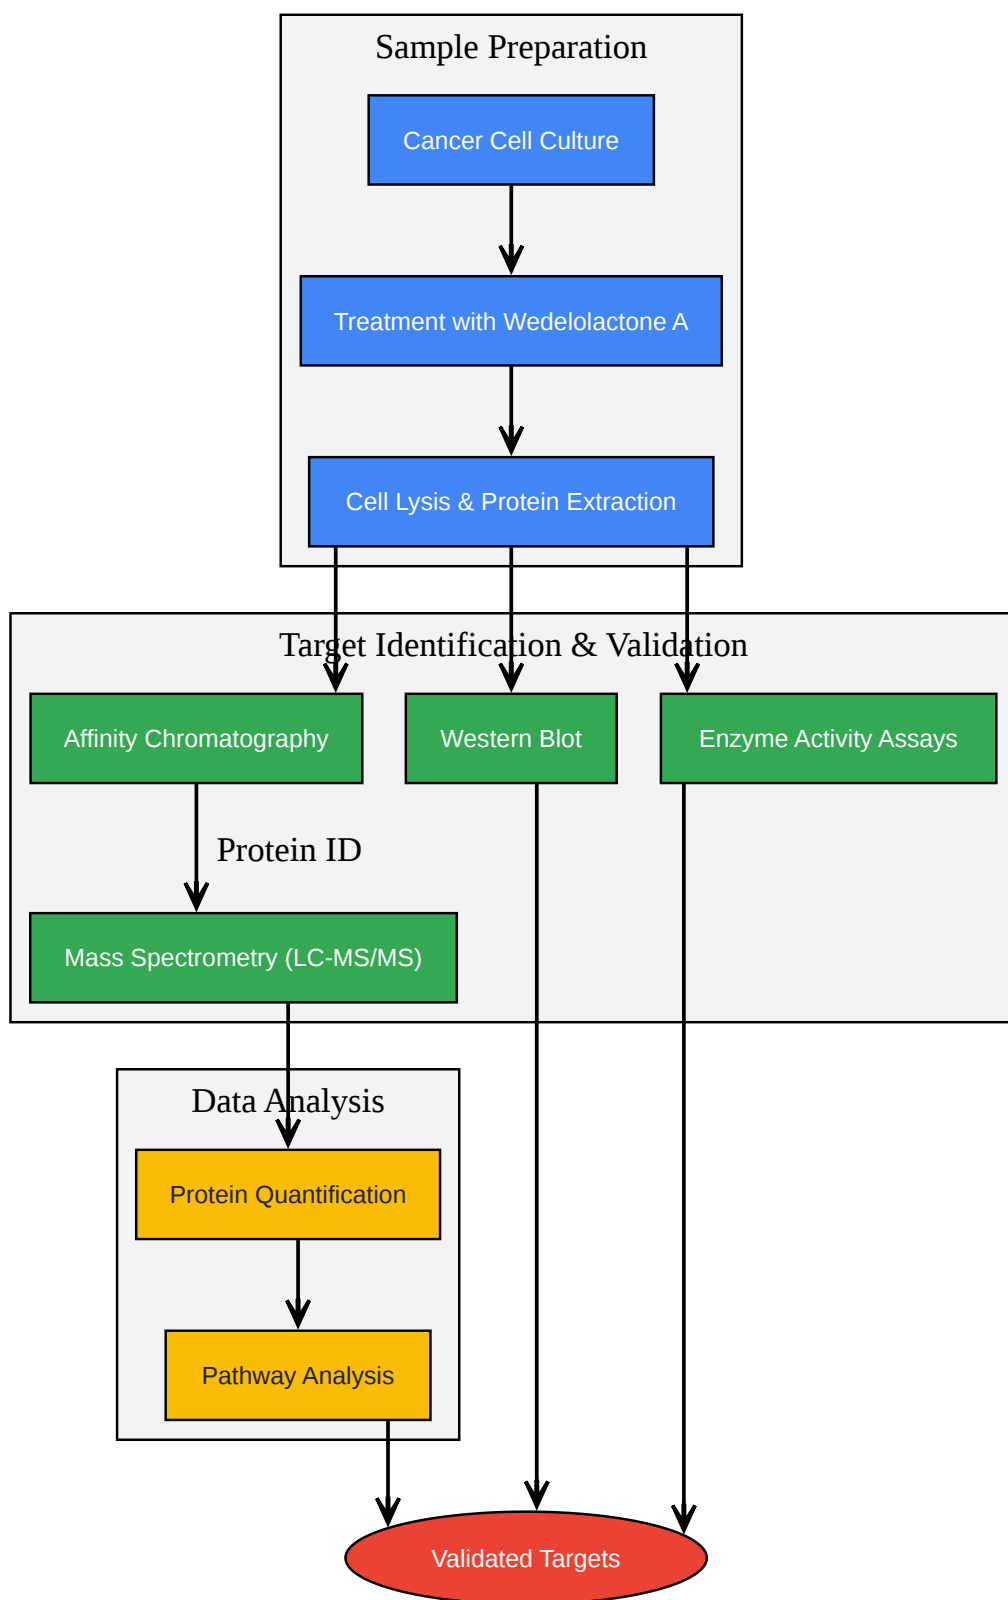 Sample Preparation
Cancer Cell Culture
Treatment with Wedelolactone A
Cell Lysis & Protein Extraction
Target Identification & Validation
Affinity Chromatography
Western Blot
Enzyme Activity Assays
Protein ID
Mass Spectrometry (LC-MS/MS)
Data Analysis
Protein Quantification
Pathway Analysis
Validated Targets